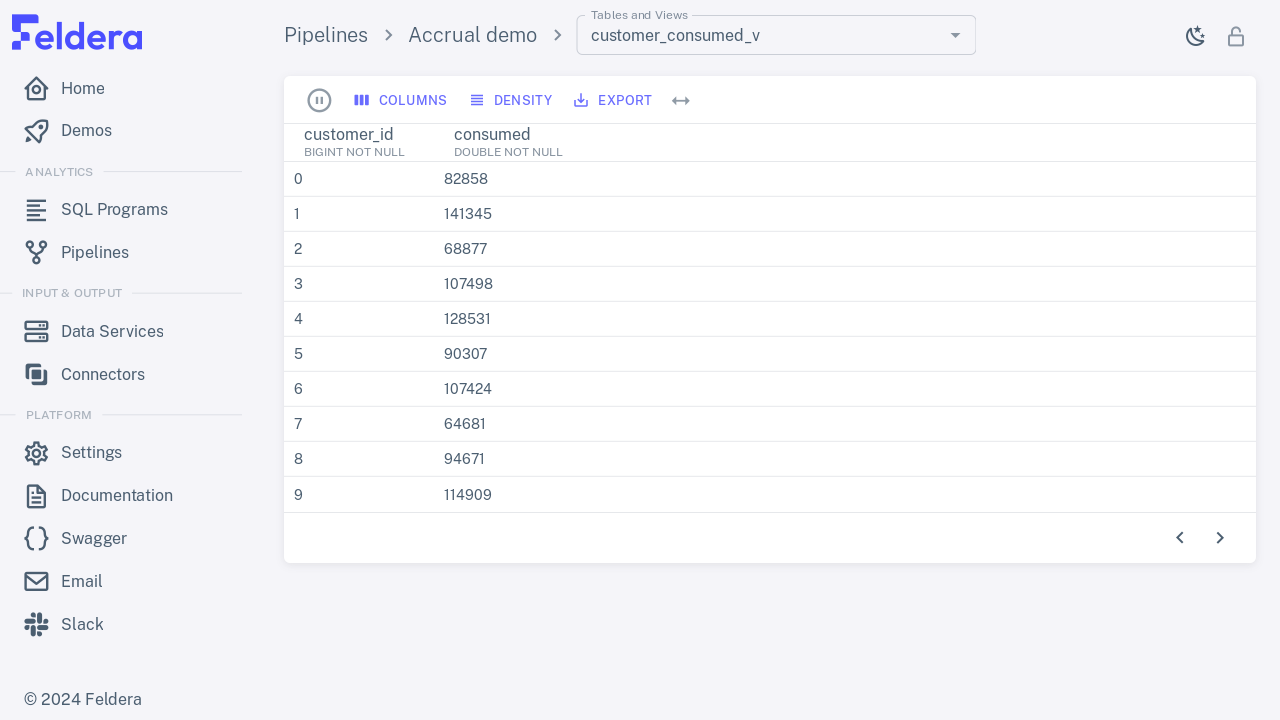 Feldera
Home
Demos
ANALYTICS
SQL Programs
Pipelines
INPUT & OUTPUT
Data Services
Connectors
PLATFORM
Settings
Documentation
Swagger
Email
Slack
© 2024 Feldera
Pipelines > Accrual demo >
Tables and Views
customer_consumed_v
COLUMNS DENSITY EXPORT
customer_id consumed
BIGINT NOT NULL DOUBLE NOT NULL
0 82858
1 141345
2 68877
3 107498
4 128531
5 90307
6 107424
7 64681
8 94671
9 114909